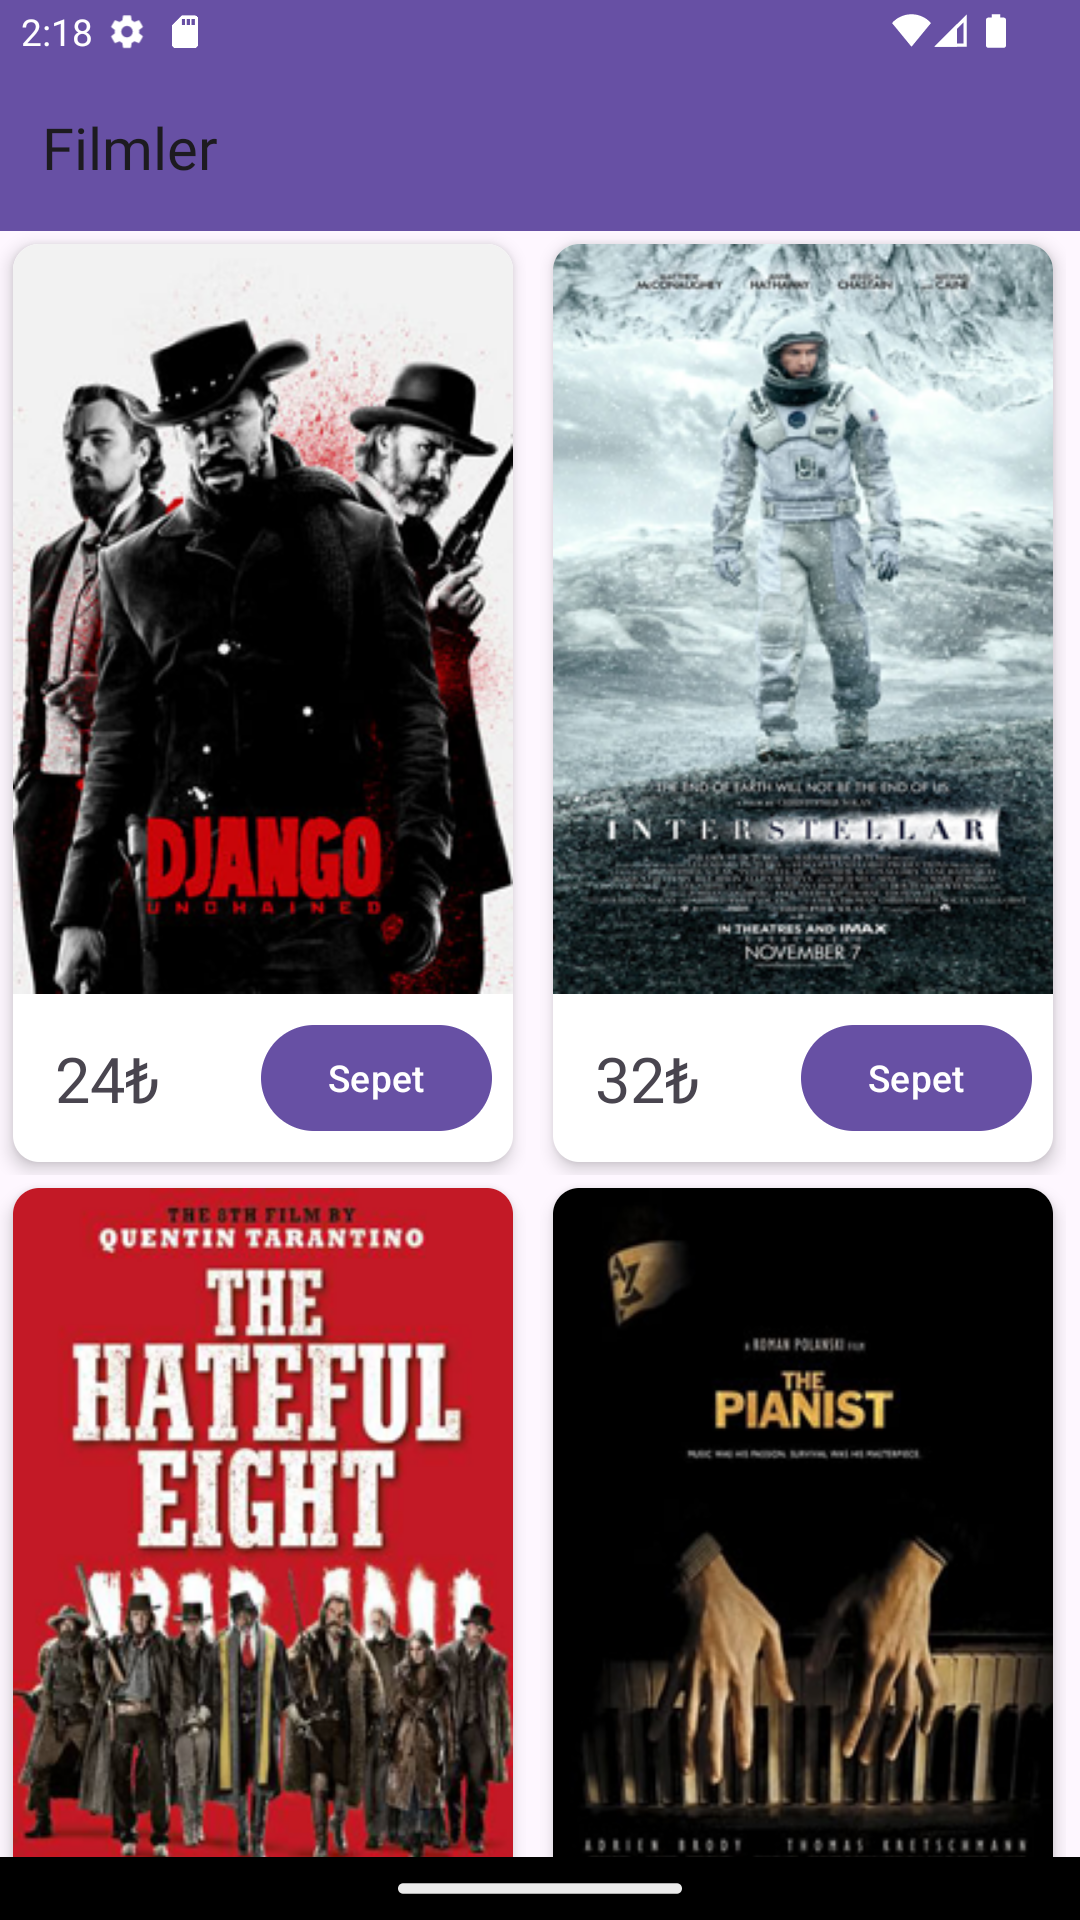 2:18
Filmler
DJANGO
UNCHAINED
24₺
Sepet
MATTHEW ANNE JESSICA MICHAEL
McCONAUGHEY HATHAWAY CHASTAIN AND CAINE
THE END OF EARTH WILL NOT BE THE END OF US
INTERSTELLAR
IN THEATRES AND IMAX
NOVEMBER 7
32₺
Sepet
THE 8TH FILM BY
QUENTIN TARANTINO
THE
HATEFUL
EIGHT
A ROMAN POLANSKI FILM
THE
PIANIST
MUSIC WAS HIS PASSION. SURVIVAL WAS HIS MASTERPIECE.
ADRIEN BRODY THOMAS KRETSCHMANN